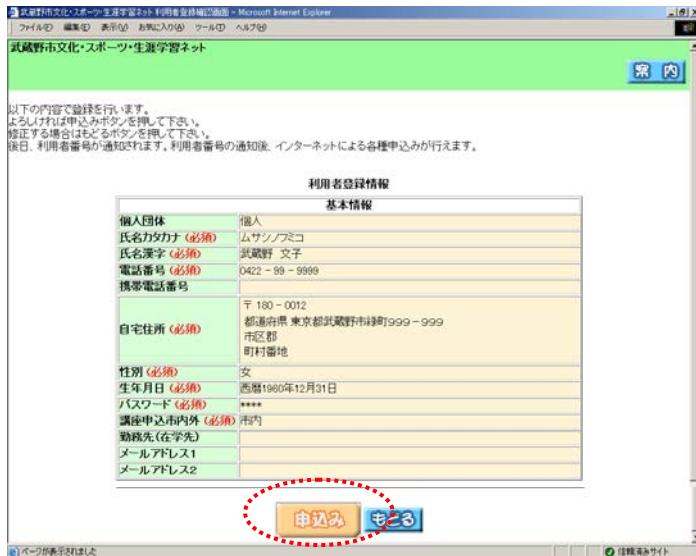 武蔵野市文化・スポーツ・生涯学習ネット 利用者登録確認画面 - Microsoft Internet Explorer
ファイル(F) 編集(E) 表示(V) お気に入り(A) ツール(T) ヘルプ(H)
武蔵野市文化・スポーツ・生涯学習ネット
案内
以下の内容で登録を行います。
よろしければ申込みボタンを押して下さい。
修正する場合はもどるボタンを押して下さい。
後日、利用者番号が通知されます。利用者番号の通知後、インターネットによる各種申込みが行えます。
利用者登録情報
基本情報
個人団体 個人
氏名カタカナ (必須) ムサシノフミコ
氏名漢字 (必須) 武蔵野 文子
電話番号 (必須) 0422 - 99 - 9999
携帯電話番号
自宅住所 (必須) 〒 180 - 0012
都道府県 東京都武蔵野市緑町999-999
市区郡
町村番地
性別 (必須) 女
生年月日 (必須) 西暦1960年12月31日
パスワード (必須) ****
講座申込市内外 (必須) 市内
勤務先(在学先)
メールアドレス1
メールアドレス2
申込み もどる
ページが表示されました 信頼済みサイト